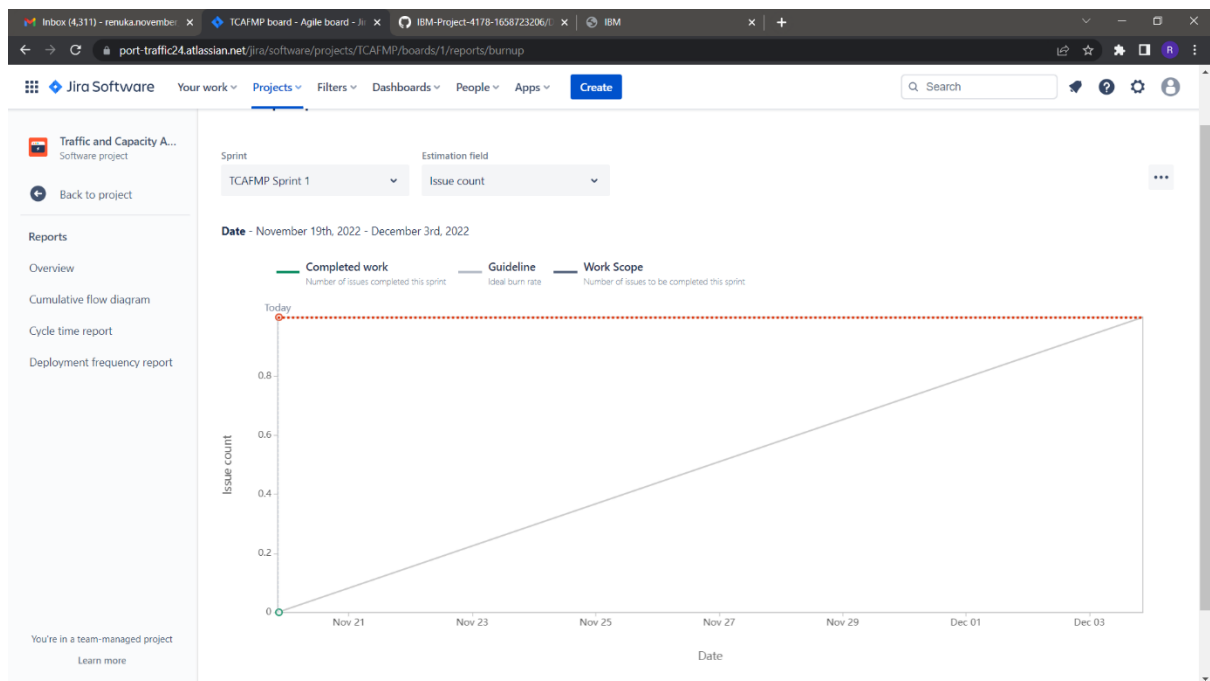 Inbox (4,311) - renuka.november
TCAFMP board - Agile board - Jir
IBM-Project-4178-1658723206/D
IBM
port-traffic24.atlassian.net/jira/software/projects/TCAFMP/boards/1/reports/burnup
R
Jira Software
Your work
Projects
Filters
Dashboards
People
Apps
Create
Search
Traffic and Capacity A...
Software project
Back to project
Reports
Overview
Cumulative flow diagram
Cycle time report
Deployment frequency report
You're in a team-managed project
Learn more
Sprint
Estimation field
TCAFMP Sprint 1
Issue count
Date - November 19th, 2022 - December 3rd, 2022
Completed work
Number of issues completed this sprint
Guideline
Ideal burn rate
Work Scope
Number of issues to be completed this sprint
Today
0.8
0.6
0.4
0.2
0
Issue count
Nov 21
Nov 23
Nov 25
Nov 27
Nov 29
Dec 01
Dec 03
Date